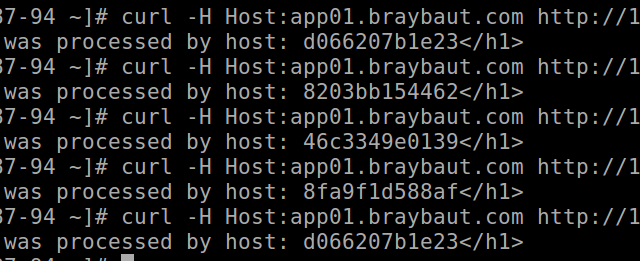 37-94 ~]# curl -H Host:app01.braybaut.com http://1
was processed by host: d066207b1e23</h1>
37-94 ~]# curl -H Host:app01.braybaut.com http://1
was processed by host: 8203bb154462</h1>
37-94 ~]# curl -H Host:app01.braybaut.com http://1
was processed by host: 46c3349e0139</h1>
37-94 ~]# curl -H Host:app01.braybaut.com http://1
was processed by host: 8fa9f1d588af</h1>
37-94 ~]# curl -H Host:app01.braybaut.com http://1
was processed by host: d066207b1e23</h1>
37-94 ~]#